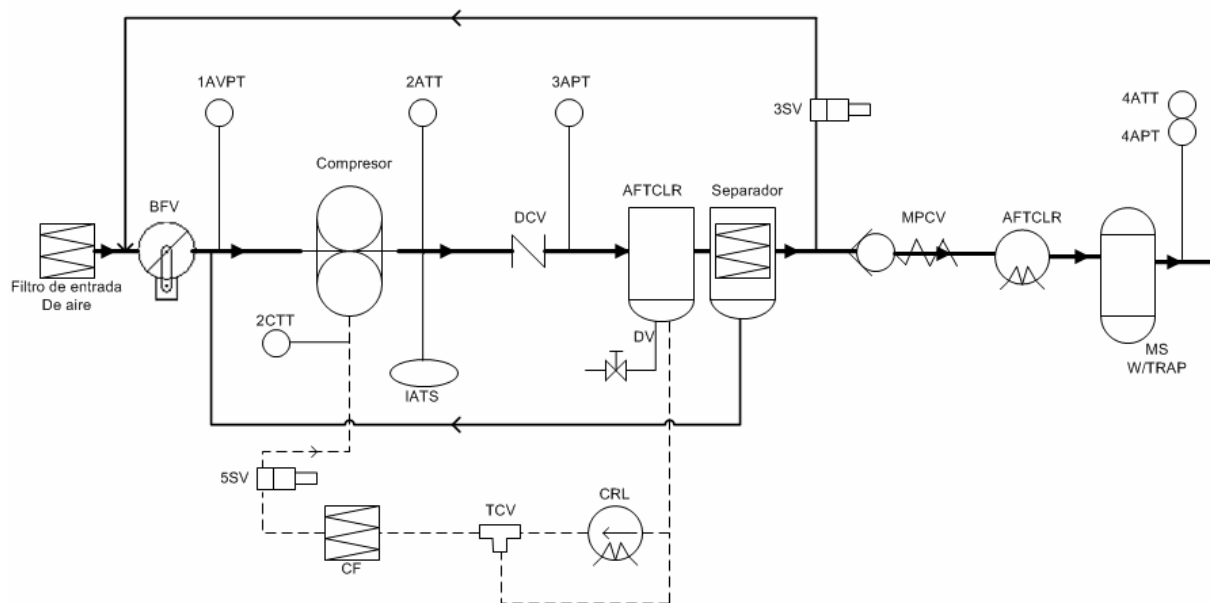 1AVPT
2ATT
3APT
3SV
4ATT
4APT
Compresor
BFV
DCV
AFTCLR
Separador
MPCV
AFTCLR
Filtro de entrada
De aire
2CTT
IATS
DV
MS
W/TRAP
5SV
CF
TCV
CRL